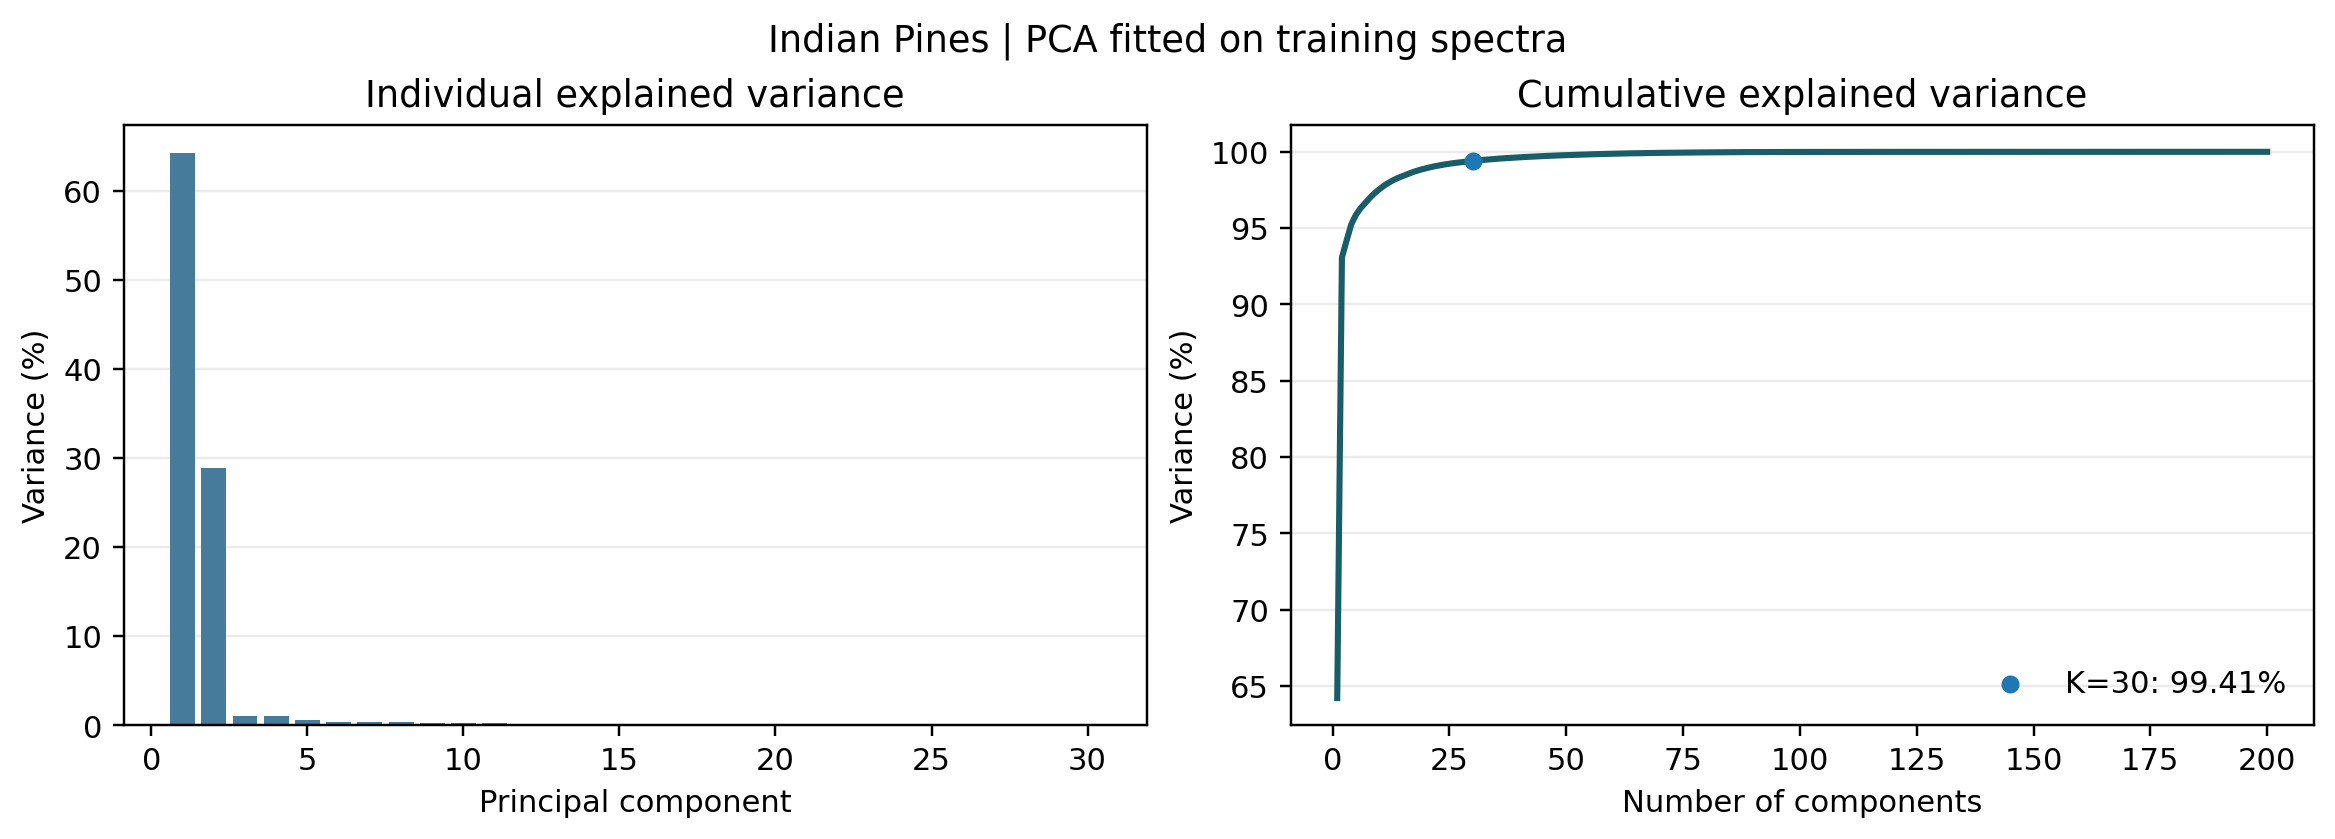 Indian Pines | PCA fitted on training spectra
Individual explained variance
Variance (%)
60
50
40
30
20
10
0
0 5 10 15 20 25 30
Principal component
Cumulative explained variance
Variance (%)
100
95
90
85
80
75
70
65
K=30: 99.41%
0 25 50 75 100 125 150 175 200
Number of components